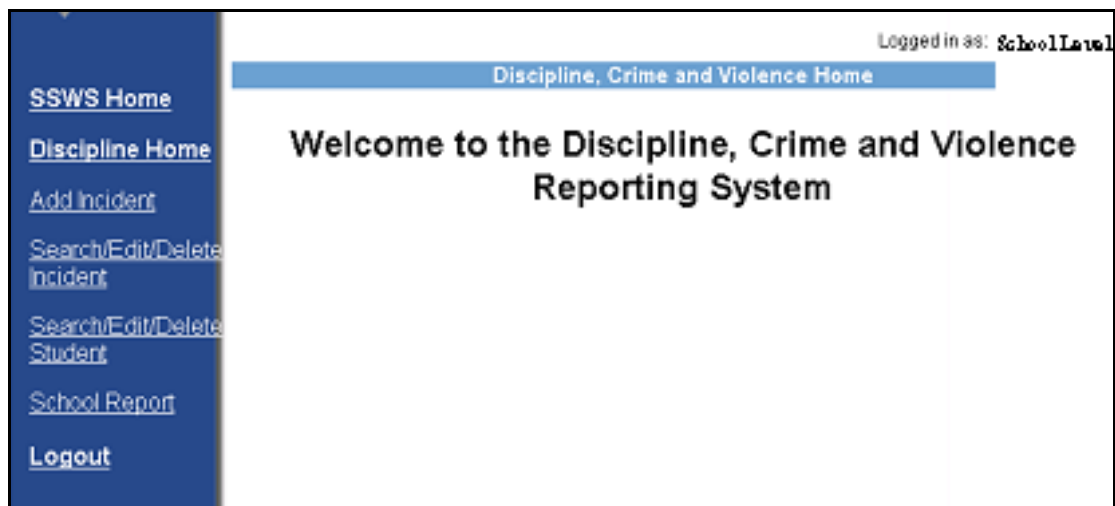 Logged in as: SchoolLevel
Discipline, Crime and Violence Home
SSWS Home
Discipline Home
Add Incident
Search/Edit/Delete
Incident
Search/Edit/Delete
Student
School Report
Logout
Welcome to the Discipline, Crime and Violence
Reporting System